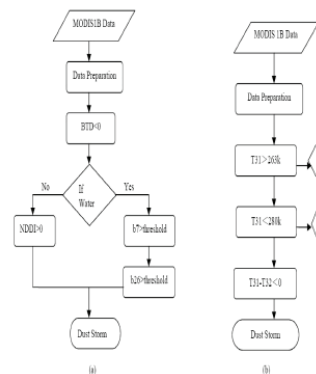 MODIS1B Data
Data Preparation
BTD<0
If
Water
No
Yes
NDDI>0
b7>threshold
b26>threshold
Dust Storm
(a)
MODIS 1B Data
Data Preparation
T31>263k
T31<288k
T31-T32<0
Dust Storm
(b)